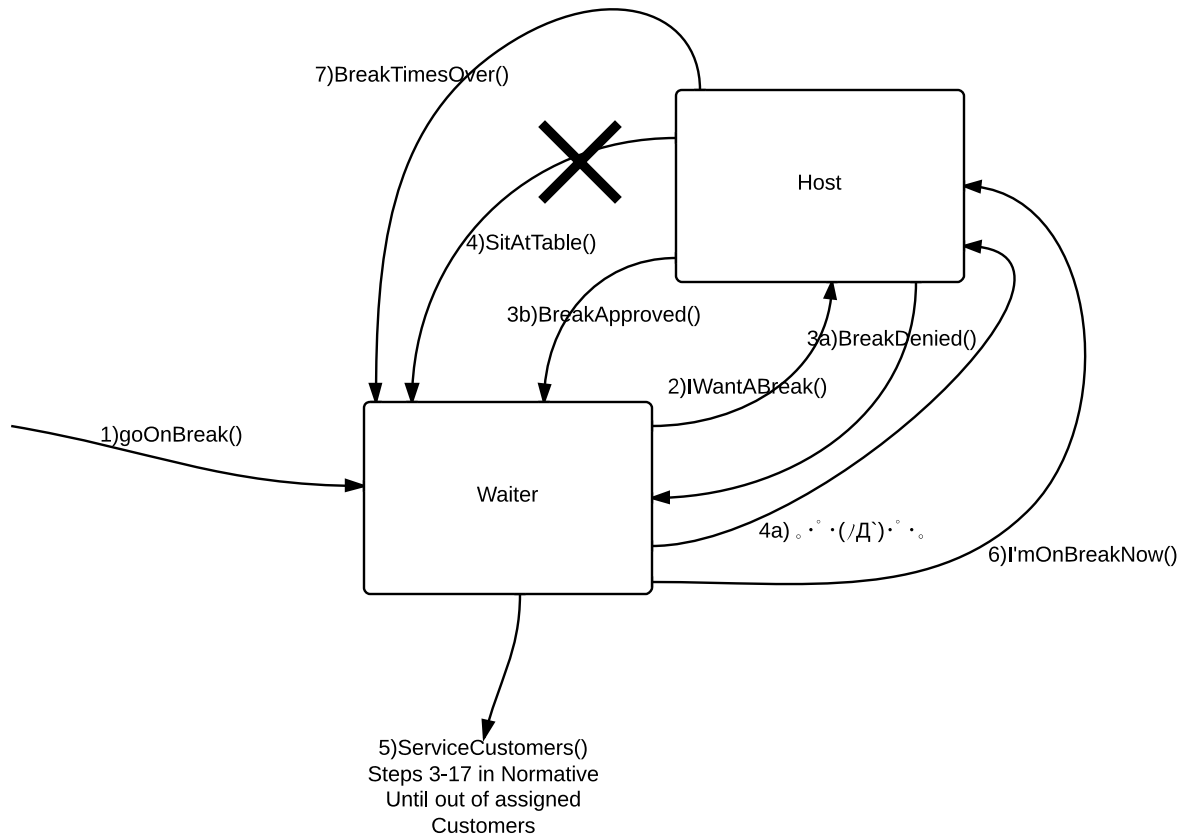 7)BreakTimesOver()
Host
4)SitAtTable()
3b)BreakApproved()
3a)BreakDenied()
2)IWantABreak()
1)goOnBreak()
Waiter
4a) ｡･ﾟ･(ﾉД`)･ﾟ･｡
6)I'mOnBreakNow()
5)ServiceCustomers()
Steps 3-17 in Normative
Until out of assigned
Customers